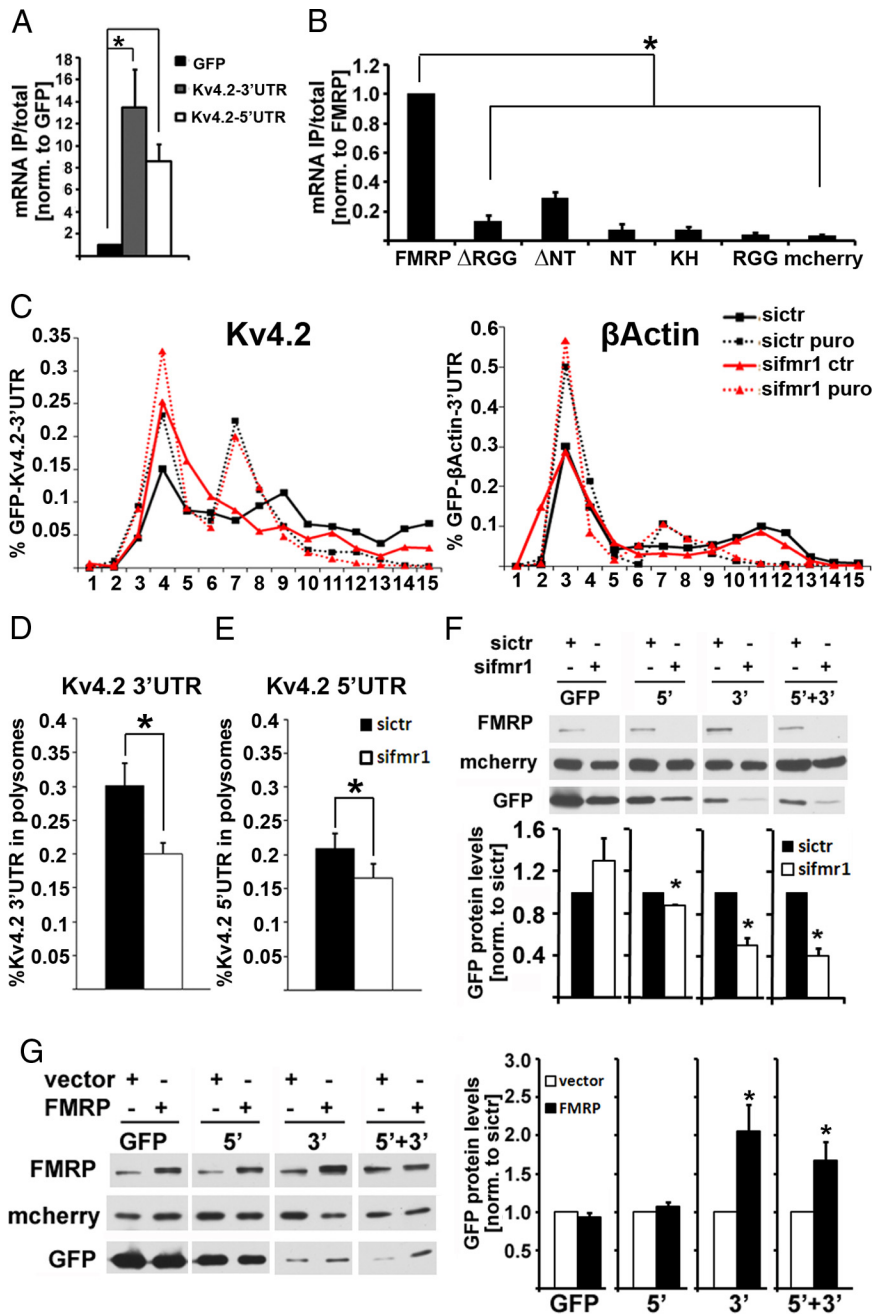 A
*
18
16
14
12
10
8
6
4
2
mRNA IP/total
[norm. to GFP]
GFP
Kv4.2-3'UTR
Kv4.2-5'UTR
B
*
1.2
1.0
0.8
0.6
0.4
0.2
mRNA IP/total
[norm. to FMRP]
FMRP ΔRGG ΔNT NT KH RGG mcherry
C
Kv4.2
0.35
0.3
0.25
0.2
0.15
0.1
0.05
% GFP-Kv4.2-3'UTR
1 2 3 4 5 6 7 8 9 10 11 12 13 14 15
βActin
0.6
0.5
0.4
0.3
0.2
0.1
% GFP-βActin-3'UTR
1 2 3 4 5 6 7 8 9 10 11 12 13 14 15
sictr
sictr puro
sifmr1 ctr
sifmr1 puro
D
Kv4.2 3'UTR
*
0.4
0.35
0.3
0.25
0.2
0.15
0.1
0.05
%Kv4.2 3'UTR in polysomes
E
Kv4.2 5'UTR
sictr
sifmr1
*
0.4
0.35
0.3
0.25
0.2
0.15
0.1
0.05
%Kv4.2 5'UTR in polysomes
F
sictr + - + - + - + -
sifmr1 - + - + - + - +
GFP 5' 3' 5'+3'
FMRP
mcherry
GFP
1.6
1.2
0.8
0.4
GFP protein levels
[norm. to sictr]
sictr
sifmr1
* * *
G
vector + - + - + - + -
FMRP - + - + - + - +
GFP 5' 3' 5'+3'
FMRP
mcherry
GFP
3.0
2.5
2.0
1.5
1.0
0.5
GFP protein levels
[norm. to sictr]
vector
FMRP
* *
GFP 5' 3' 5'+3'